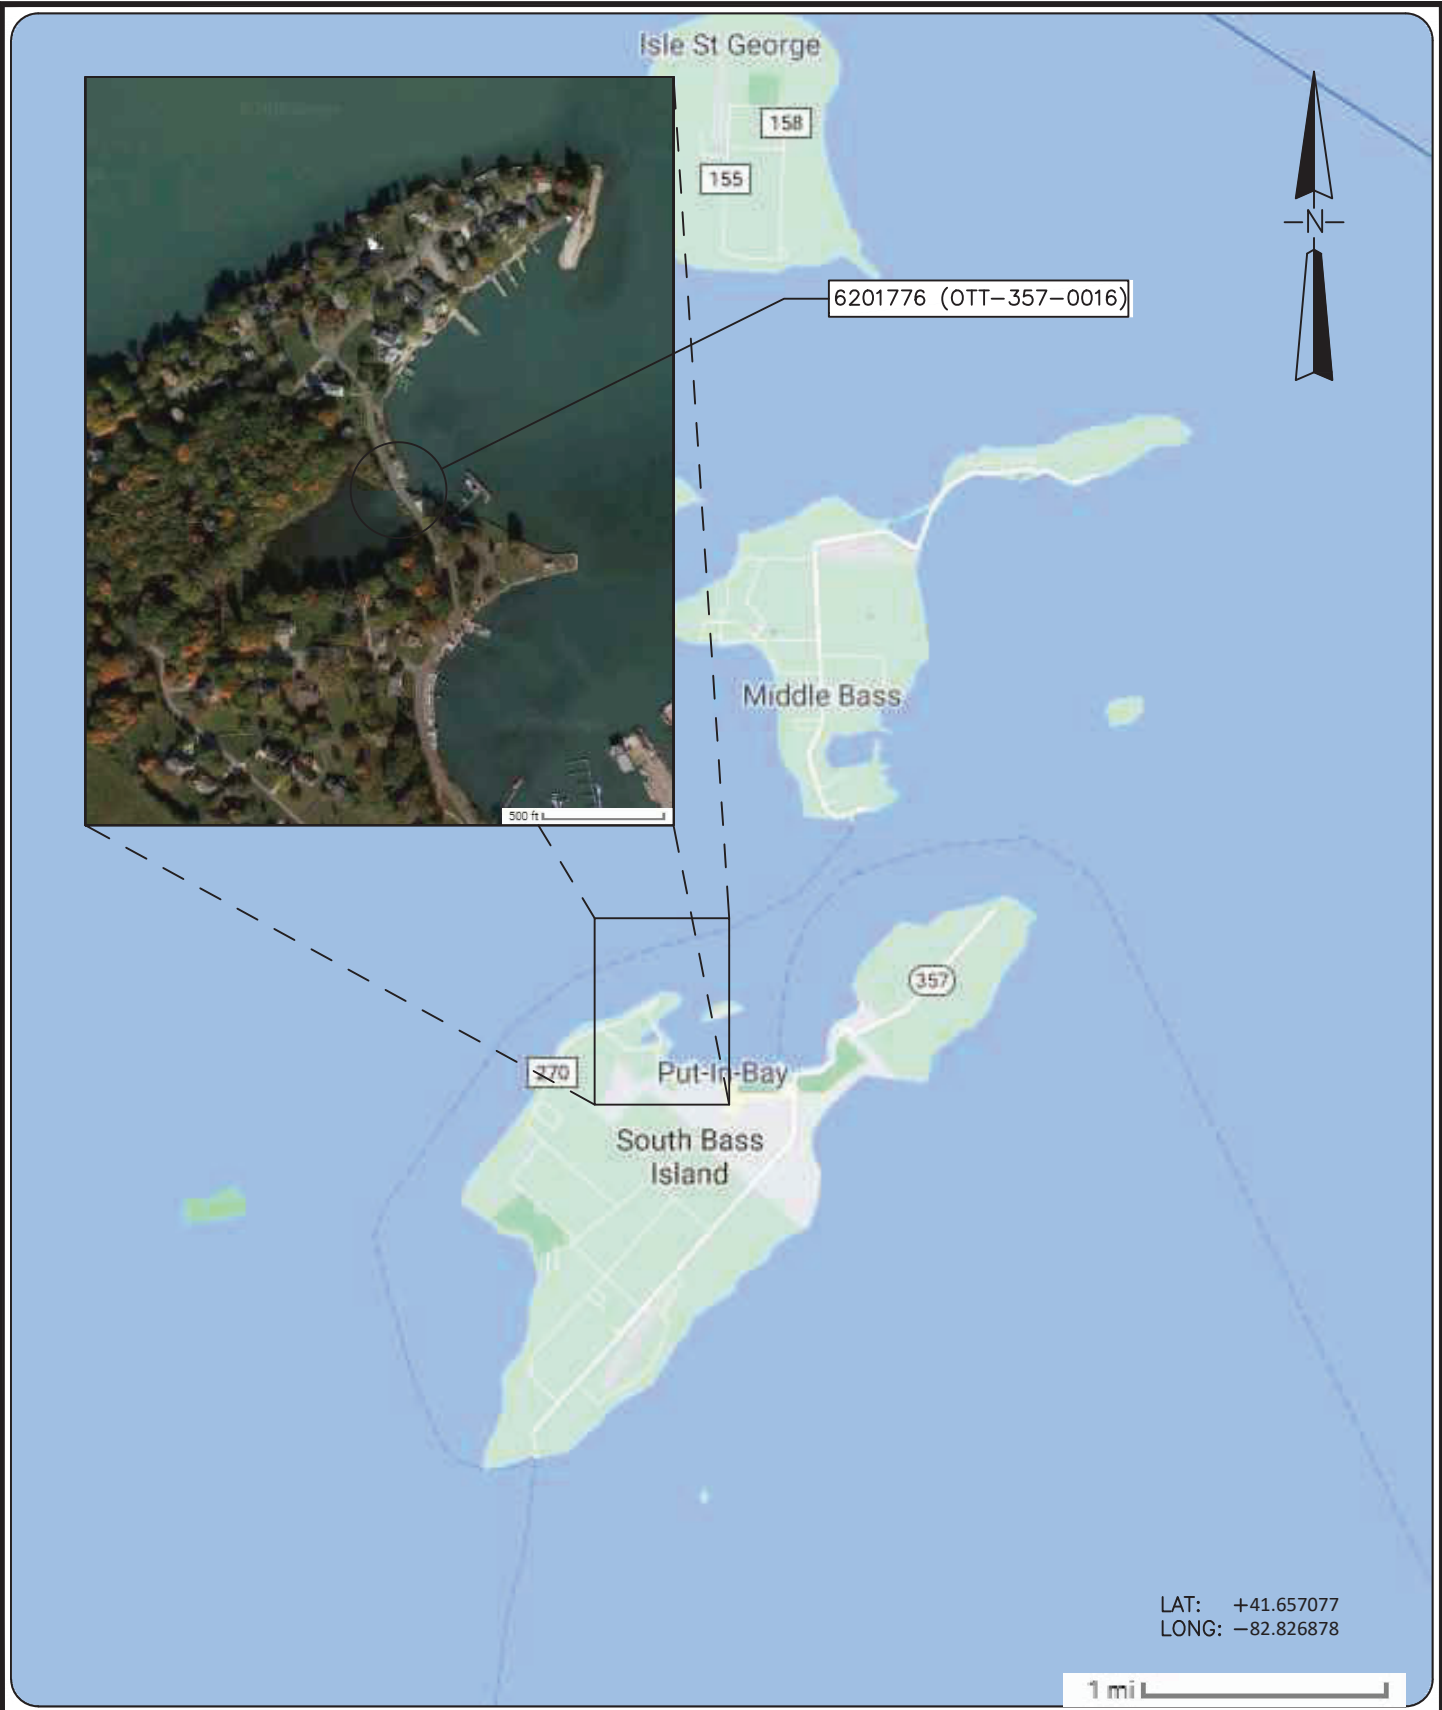 Isle St George
158
155
N
6201776 (OTT-357-0016)
Middle Bass
500 ft
357
270
Put-In-Bay
South Bass
Island
LAT: +41.657077
LONG: -82.826878
1 mi